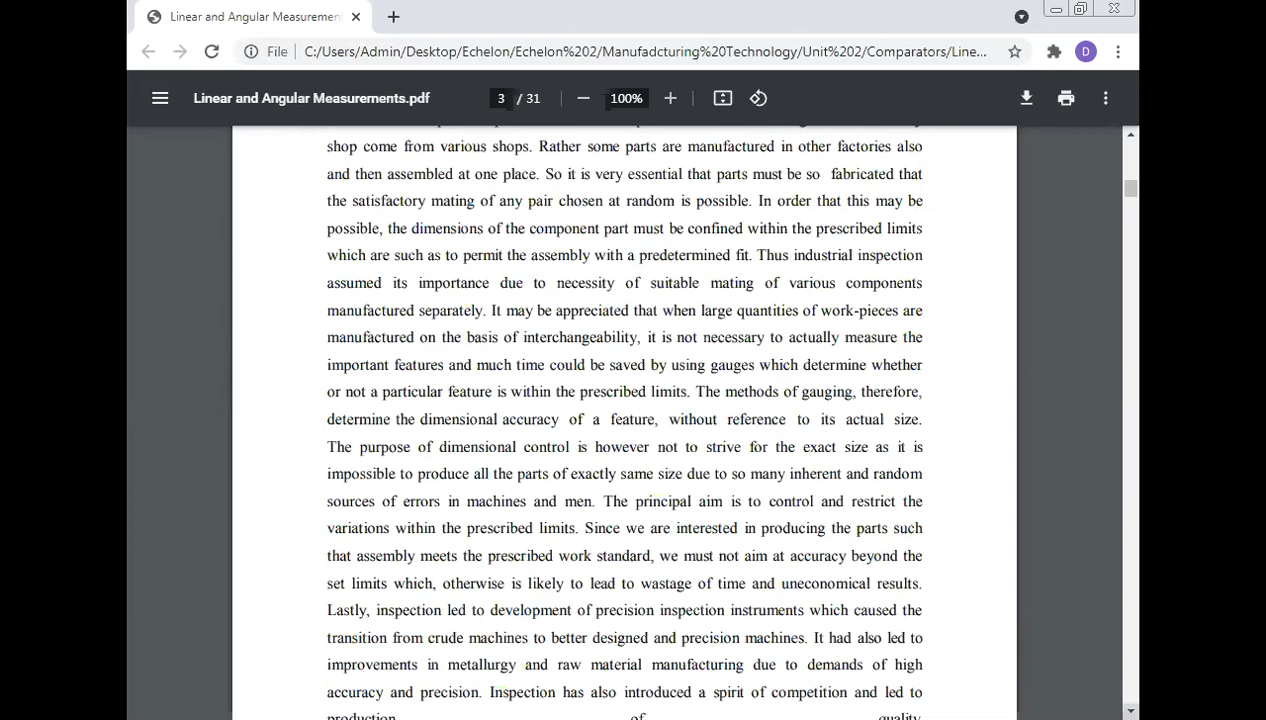 Linear and Angular Measurement
File C:/Users/Admin/Desktop/Echelon/Echelon%202/Manufadcturing%20Technology/Unit%202/Comparators/Line...
D
Linear and Angular Measurements.pdf 3 / 31 100%
shop come from various shops. Rather some parts are manufactured in other factories also
and then assembled at one place. So it is very essential that parts must be so fabricated that
the satisfactory mating of any pair chosen at random is possible. In order that this may be
possible, the dimensions of the component part must be confined within the prescribed limits
which are such as to permit the assembly with a predetermined fit. Thus industrial inspection
assumed its importance due to necessity of suitable mating of various components
manufactured separately. It may be appreciated that when large quantities of work-pieces are
manufactured on the basis of interchangeability, it is not necessary to actually measure the
important features and much time could be saved by using gauges which determine whether
or not a particular feature is within the prescribed limits. The methods of gauging, therefore,
determine the dimensional accuracy of a feature, without reference to its actual size.
The purpose of dimensional control is however not to strive for the exact size as it is
impossible to produce all the parts of exactly same size due to so many inherent and random
sources of errors in machines and men. The principal aim is to control and restrict the
variations within the prescribed limits. Since we are interested in producing the parts such
that assembly meets the prescribed work standard, we must not aim at accuracy beyond the
set limits which, otherwise is likely to lead to wastage of time and uneconomical results.
Lastly, inspection led to development of precision inspection instruments which caused the
transition from crude machines to better designed and precision machines. It had also led to
improvements in metallurgy and raw material manufacturing due to demands of high
accuracy and precision. Inspection has also introduced a spirit of competition and led to
production of quality